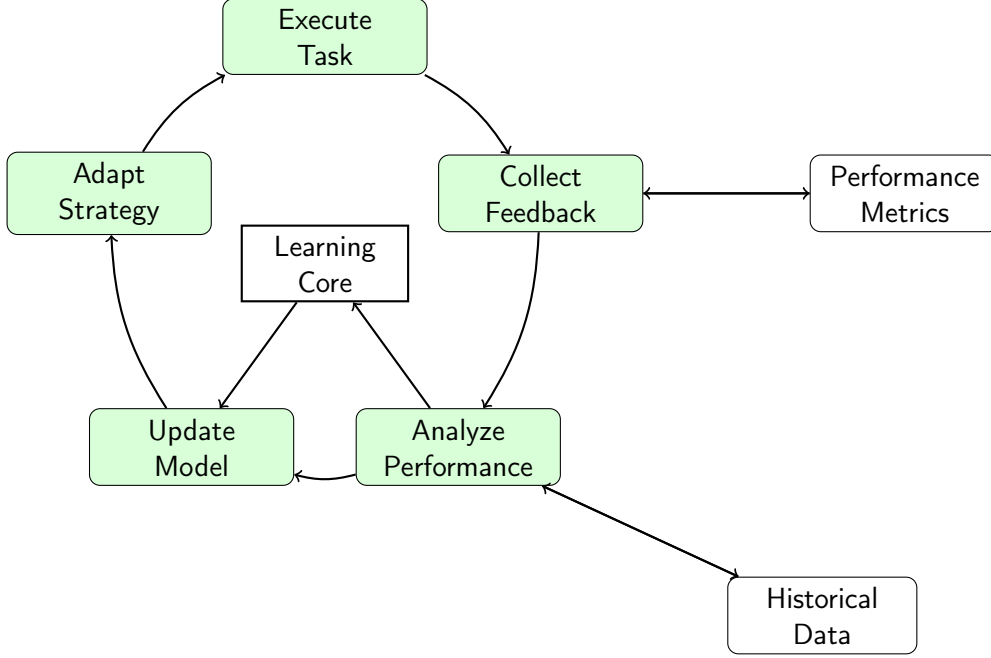 Execute
Task
Adapt
Strategy
Collect
Feedback
Performance
Metrics
Learning
Core
Update
Model
Analyze
Performance
Historical
Data